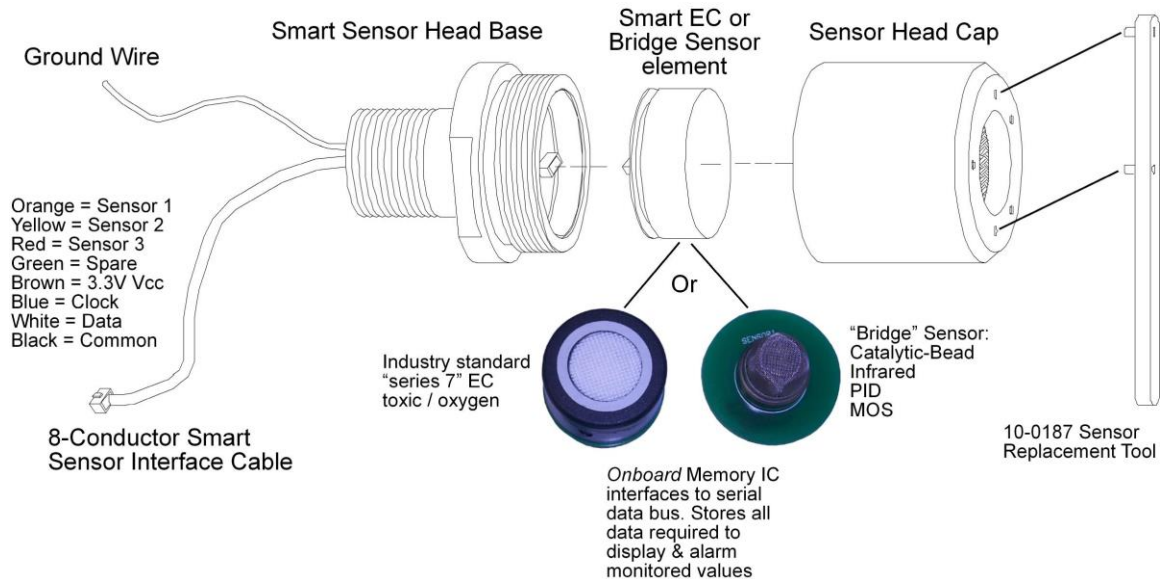 Ground Wire
Smart Sensor Head Base
Smart EC or
Bridge Sensor
element
Sensor Head Cap
Orange = Sensor 1
Yellow = Sensor 2
Red = Sensor 3
Green = Spare
Brown = 3.3V Vcc
Blue = Clock
White = Data
Black = Common
8-Conductor Smart
Sensor Interface Cable
Or
Industry standard
“series 7” EC
toxic / oxygen
“Bridge” Sensor:
Catalytic-Bead
Infrared
PID
MOS
Onboard Memory IC
interfaces to serial
data bus. Stores all
data required to
display & alarm
monitored values
10-0187 Sensor
Replacement Tool